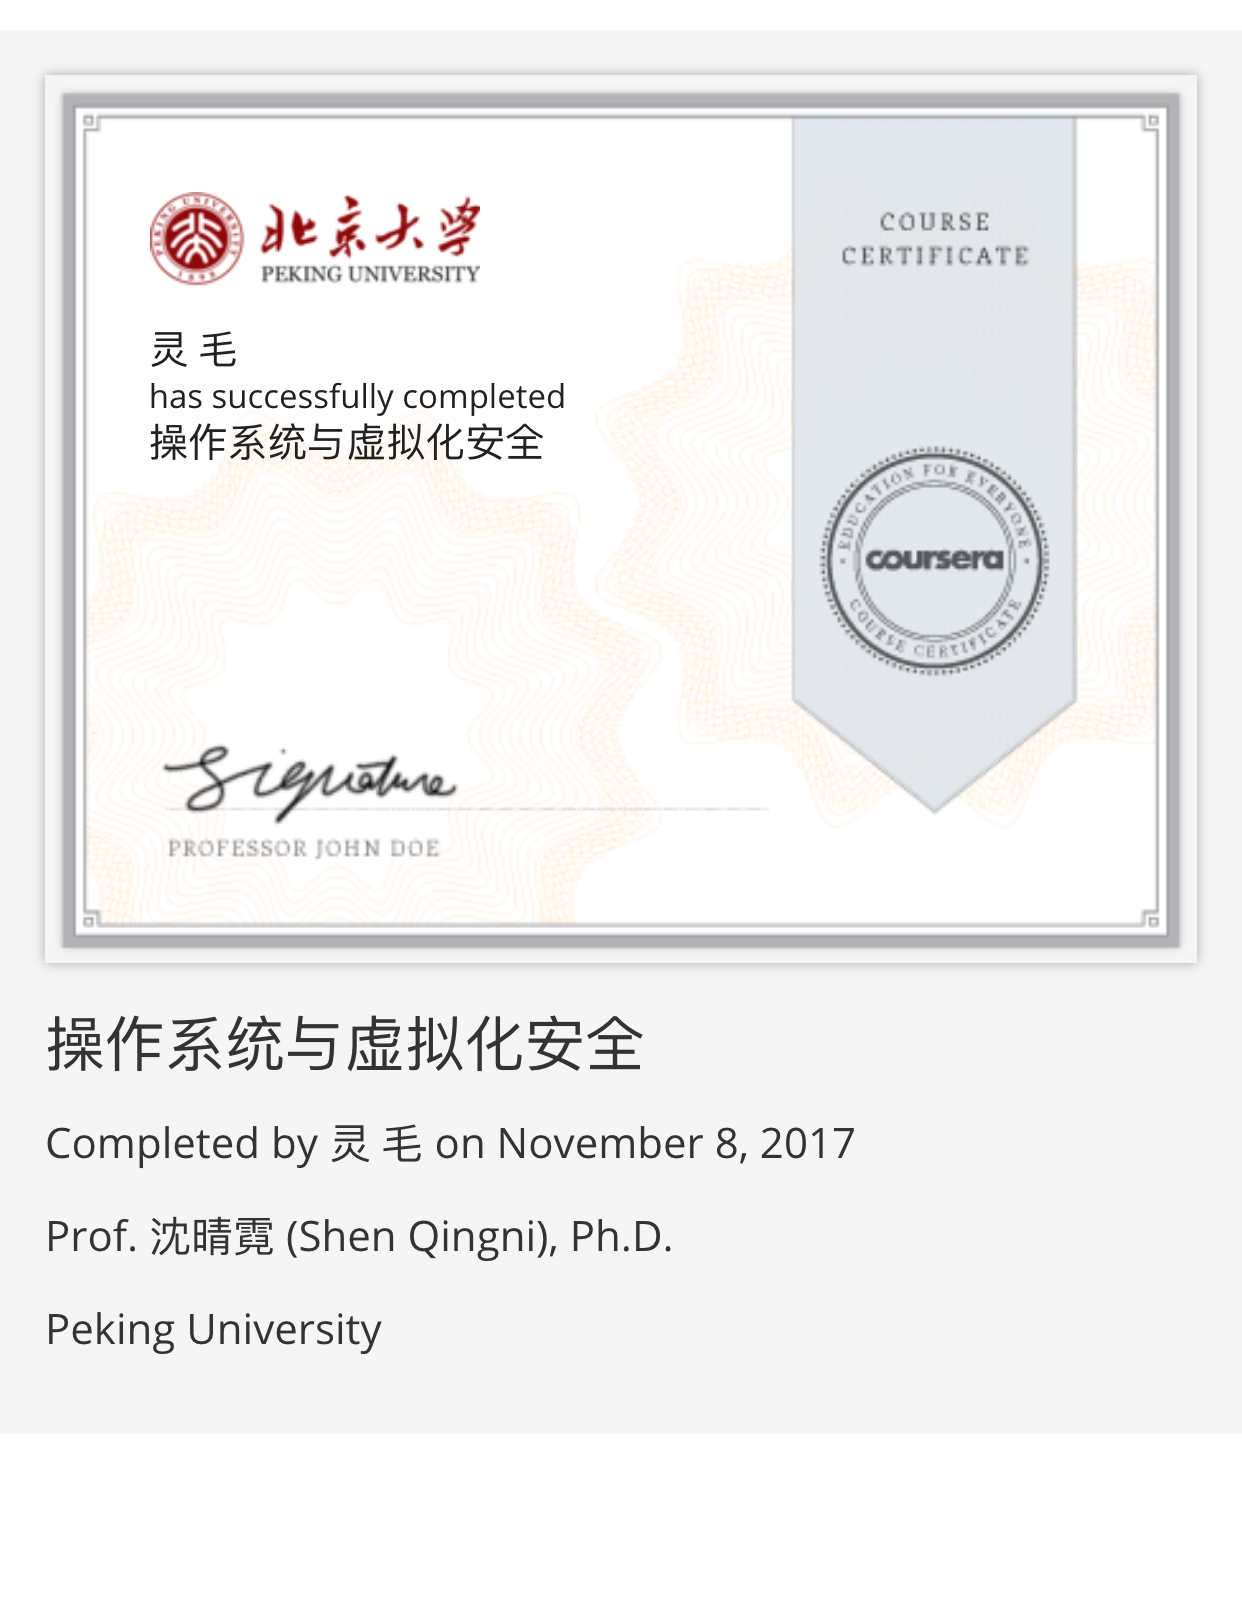 PEKING UNIVERSITY
1898
北京大学
PEKING UNIVERSITY
COURSE
CERTIFICATE
灵 毛
has successfully completed
操作系统与虚拟化安全
EDUCATION FOR EVERYONE
coursera
COURSE CERTIFICATE
Signature
PROFESSOR JOHN DOE
操作系统与虚拟化安全
Completed by 灵 毛 on November 8, 2017
Prof. 沈晴霓 (Shen Qingni), Ph.D.
Peking University